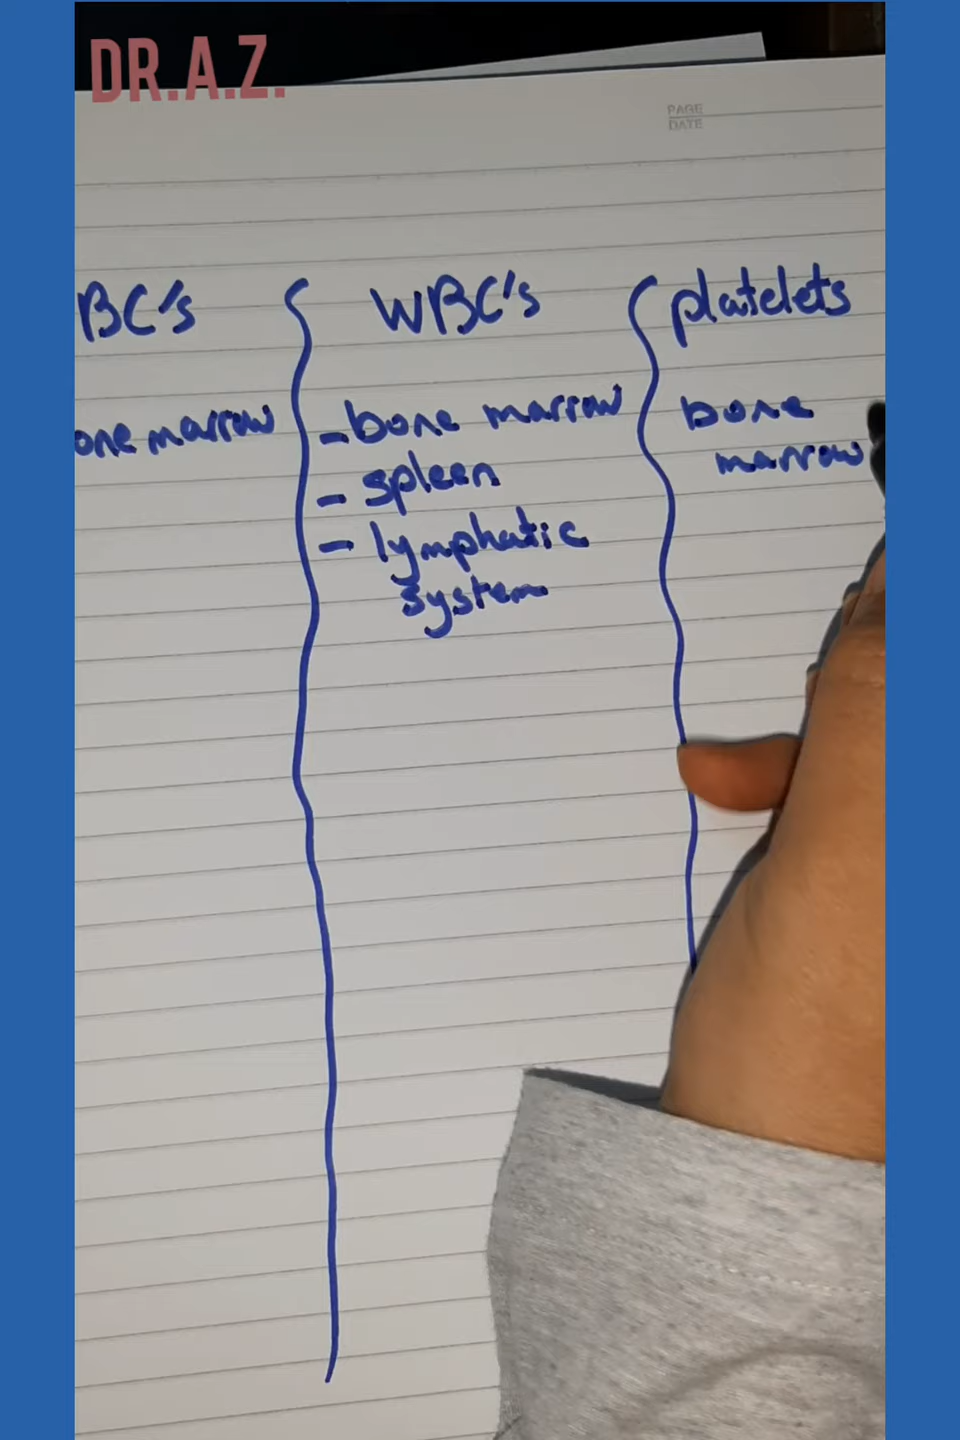 DR.A.Z.
PAGE
DATE
BC's
WBC's
platelets
one marrow
- bone marrow
- spleen
- lymphatic
system
bone
marrow